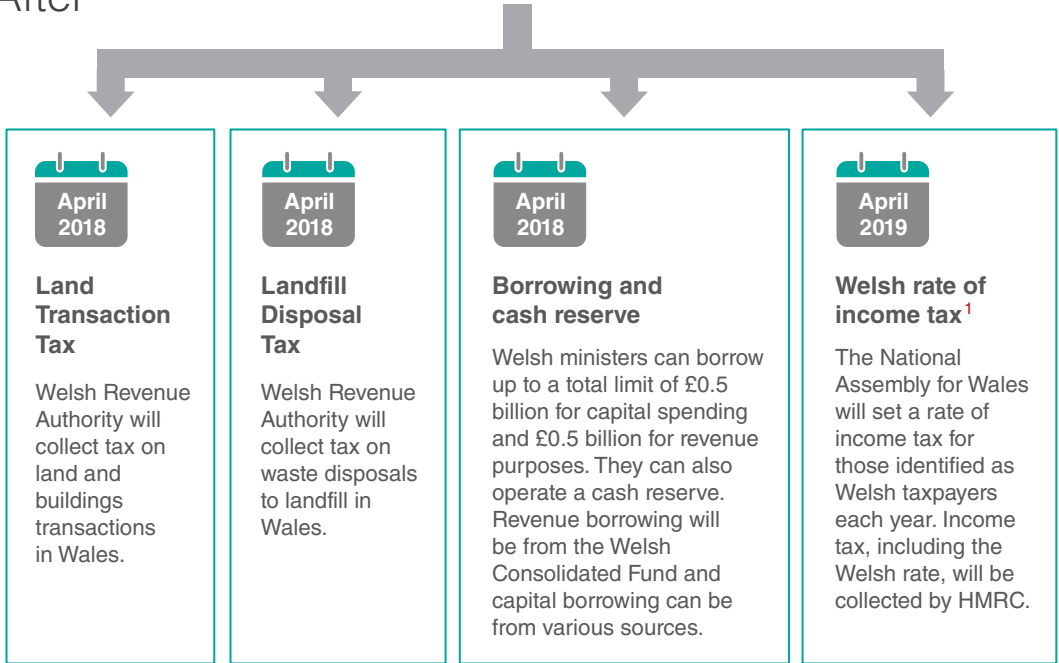 After
April
2018
Land
Transaction
Tax
Welsh Revenue
Authority will
collect tax on
land and
buildings
transactions
in Wales.
April
2018
Landfill
Disposal
Tax
Welsh Revenue
Authority will
collect tax on
waste disposals
to landfill in
Wales.
April
2018
Borrowing and
cash reserve
Welsh ministers can borrow
up to a total limit of £0.5
billion for capital spending
and £0.5 billion for revenue
purposes. They can also
operate a cash reserve.
Revenue borrowing will
be from the Welsh
Consolidated Fund and
capital borrowing can be
from various sources.
April
2019
Welsh rate of
income tax1
The National
Assembly for Wales
will set a rate of
income tax for
those identified as
Welsh taxpayers
each year. Income
tax, including the
Welsh rate, will be
collected by HMRC.